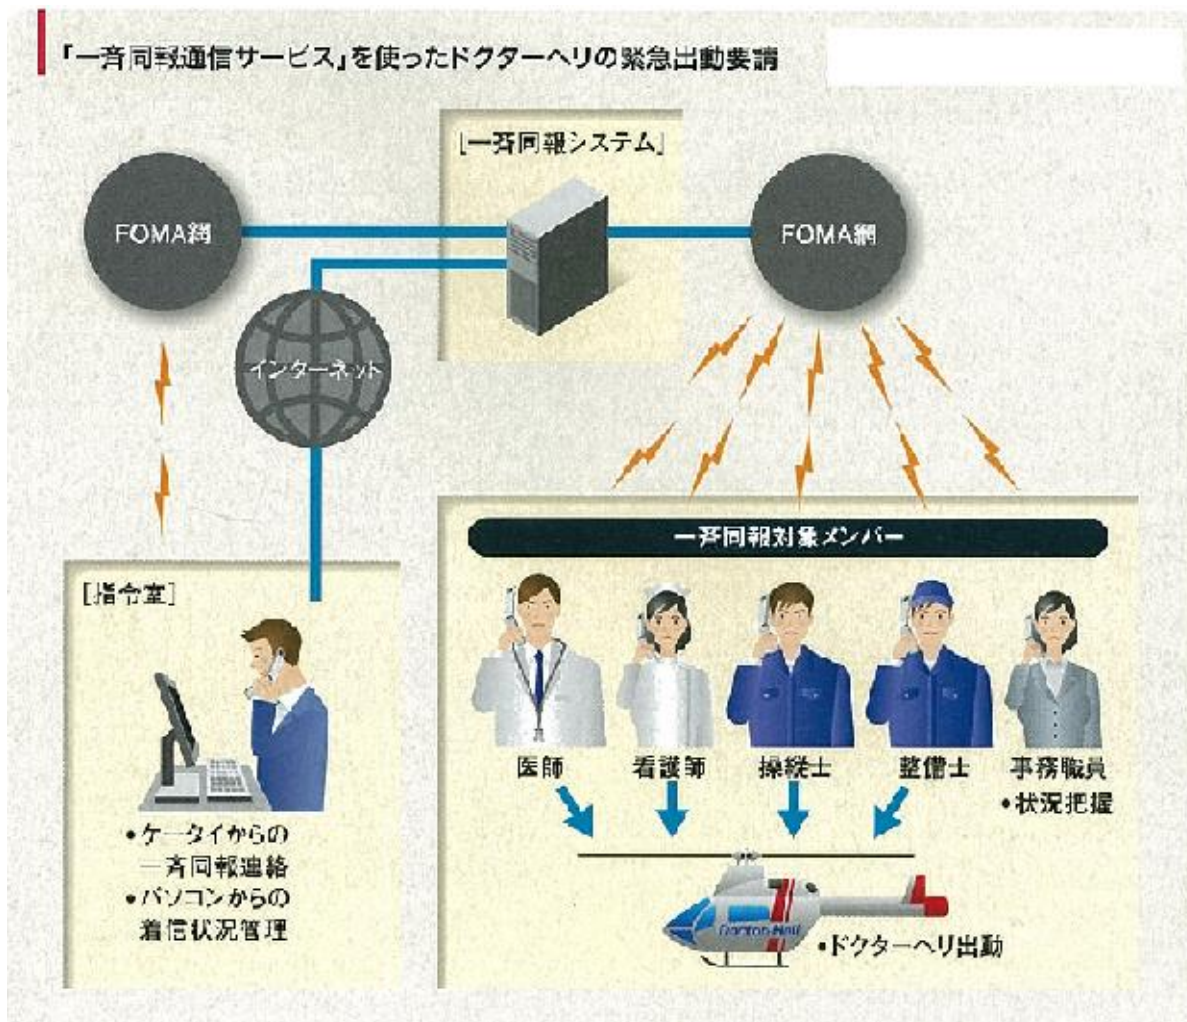 「一斉同報通信サービス」を使ったドクターヘリの緊急出動要請
[一斉同報システム]
FOMA網
FOMA網
インターネット
一斉同報対象メンバー
[指令室]
医師
看護師
操縦士
整備士
事務職員
•状況把握
•ケータイからの
一斉同報連絡
•パソコンからの
着信状況管理
Doctor-Heli
•ドクターヘリ出動